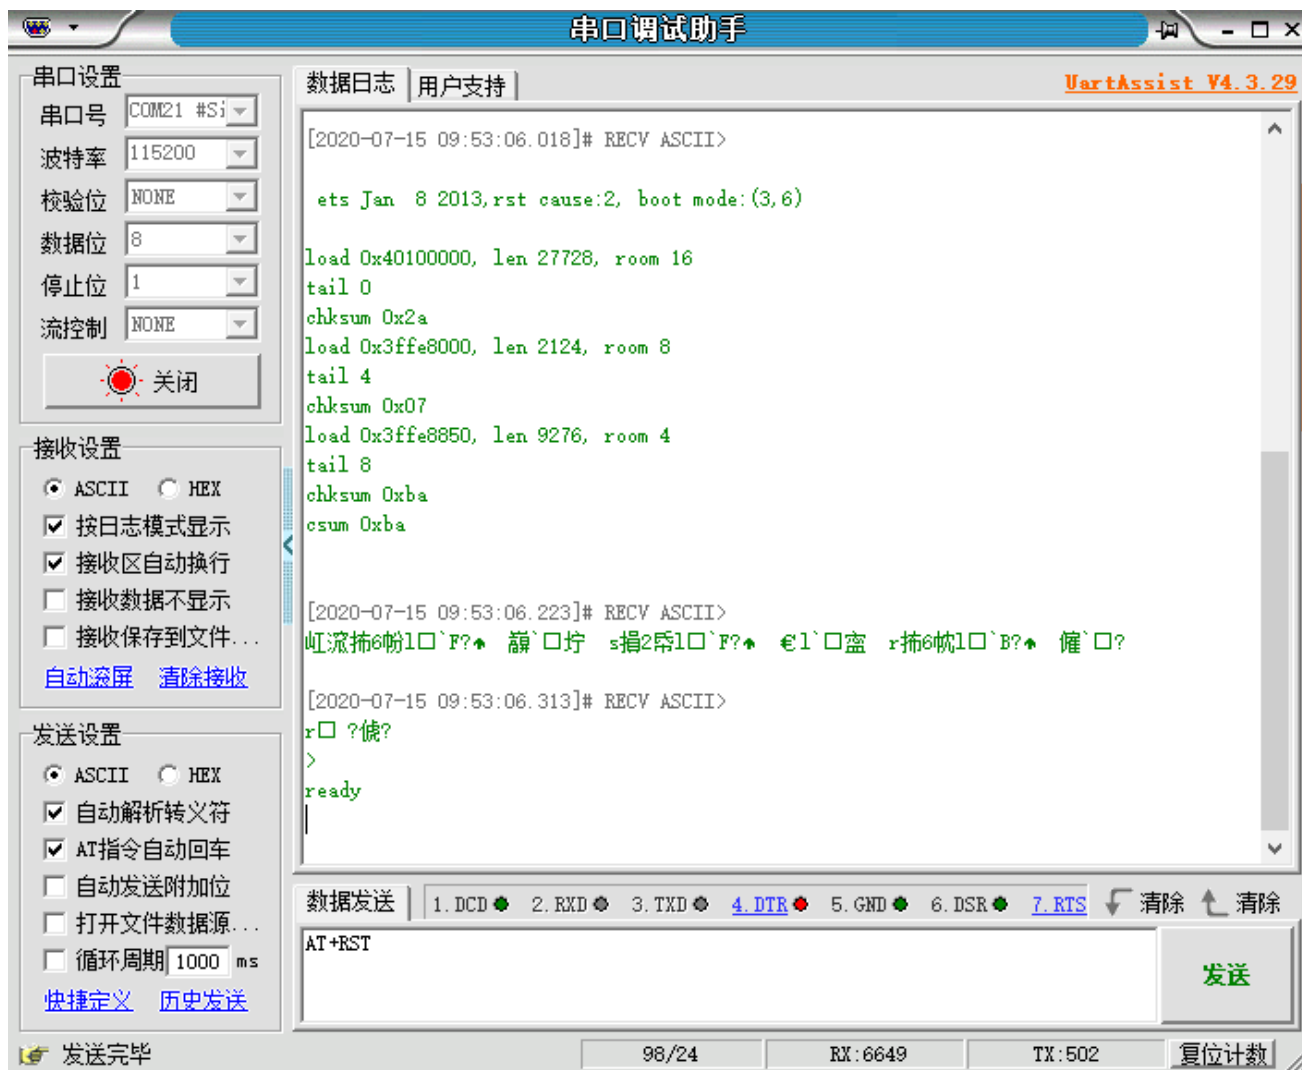 串口调试助手
串口设置
串口号 COM21 #Si
波特率 115200
校验位 NONE
数据位 8
停止位 1
流控制 NONE
关闭
接收设置
ASCII HEX
按日志模式显示
接收区自动换行
接收数据不显示
接收保存到文件...
自动滚屏 清除接收
发送设置
ASCII HEX
自动解析转义符
AT指令自动回车
自动发送附加位
打开文件数据源...
循环周期 1000 ms
快捷定义 历史发送
数据日志 用户支持
UartAssist V4.3.29
[2020-07-15 09:53:06.018]# RECV ASCII>
ets Jan  8 2013,rst cause:2, boot mode:(3,6)
load 0x40100000, len 27728, room 16
tail 0
chksum 0x2a
load 0x3ffe8000, len 2124, room 8
tail 4
chksum 0x07
load 0x3ffe8850, len 9276, room 4
tail 8
chksum 0xba
csum 0xba
[2020-07-15 09:53:06.223]# RECV ASCII>
[2020-07-15 09:53:06.313]# RECV ASCII>
>
ready
数据发送 1.DCD 2.RXD 3.TXD 4.DTR 5.GND 6.DSR 7.RTS 清除 清除
AT+RST
发送
发送完毕 98/24 RX:6649 TX:502 复位计数